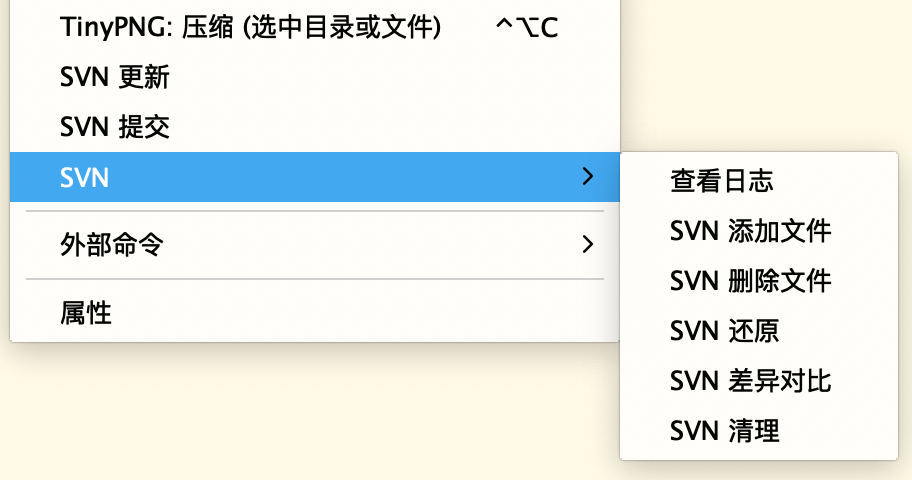 TinyPNG: 压缩 (选中目录或文件) ^⌥C
SVN 更新
SVN 提交
SVN
外部命令
属性
查看日志
SVN 添加文件
SVN 删除文件
SVN 还原
SVN 差异对比
SVN 清理